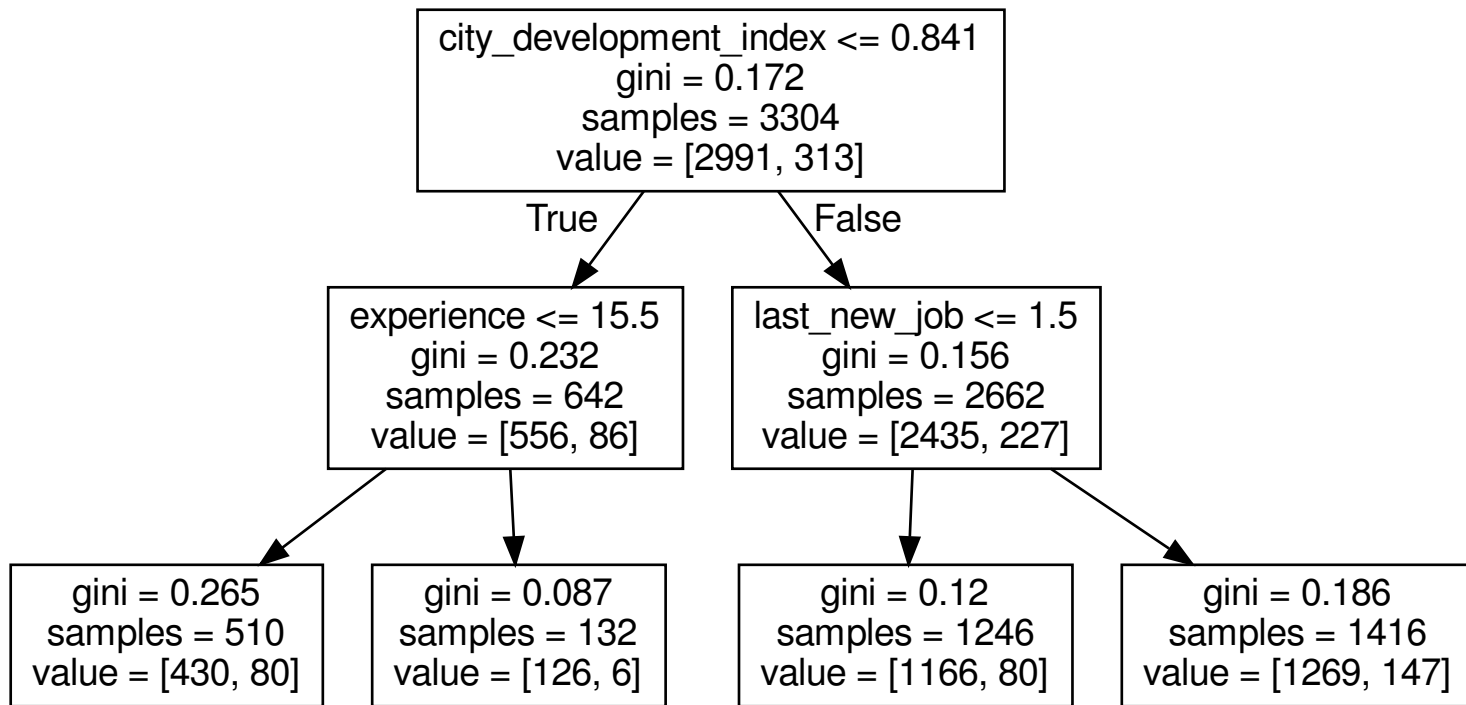 city_development_index <= 0.841
gini = 0.172
samples = 3304
value = [2991, 313]
True
False
experience <= 15.5
gini = 0.232
samples = 642
value = [556, 86]
last_new_job <= 1.5
gini = 0.156
samples = 2662
value = [2435, 227]
gini = 0.265
samples = 510
value = [430, 80]
gini = 0.087
samples = 132
value = [126, 6]
gini = 0.12
samples = 1246
value = [1166, 80]
gini = 0.186
samples = 1416
value = [1269, 147]